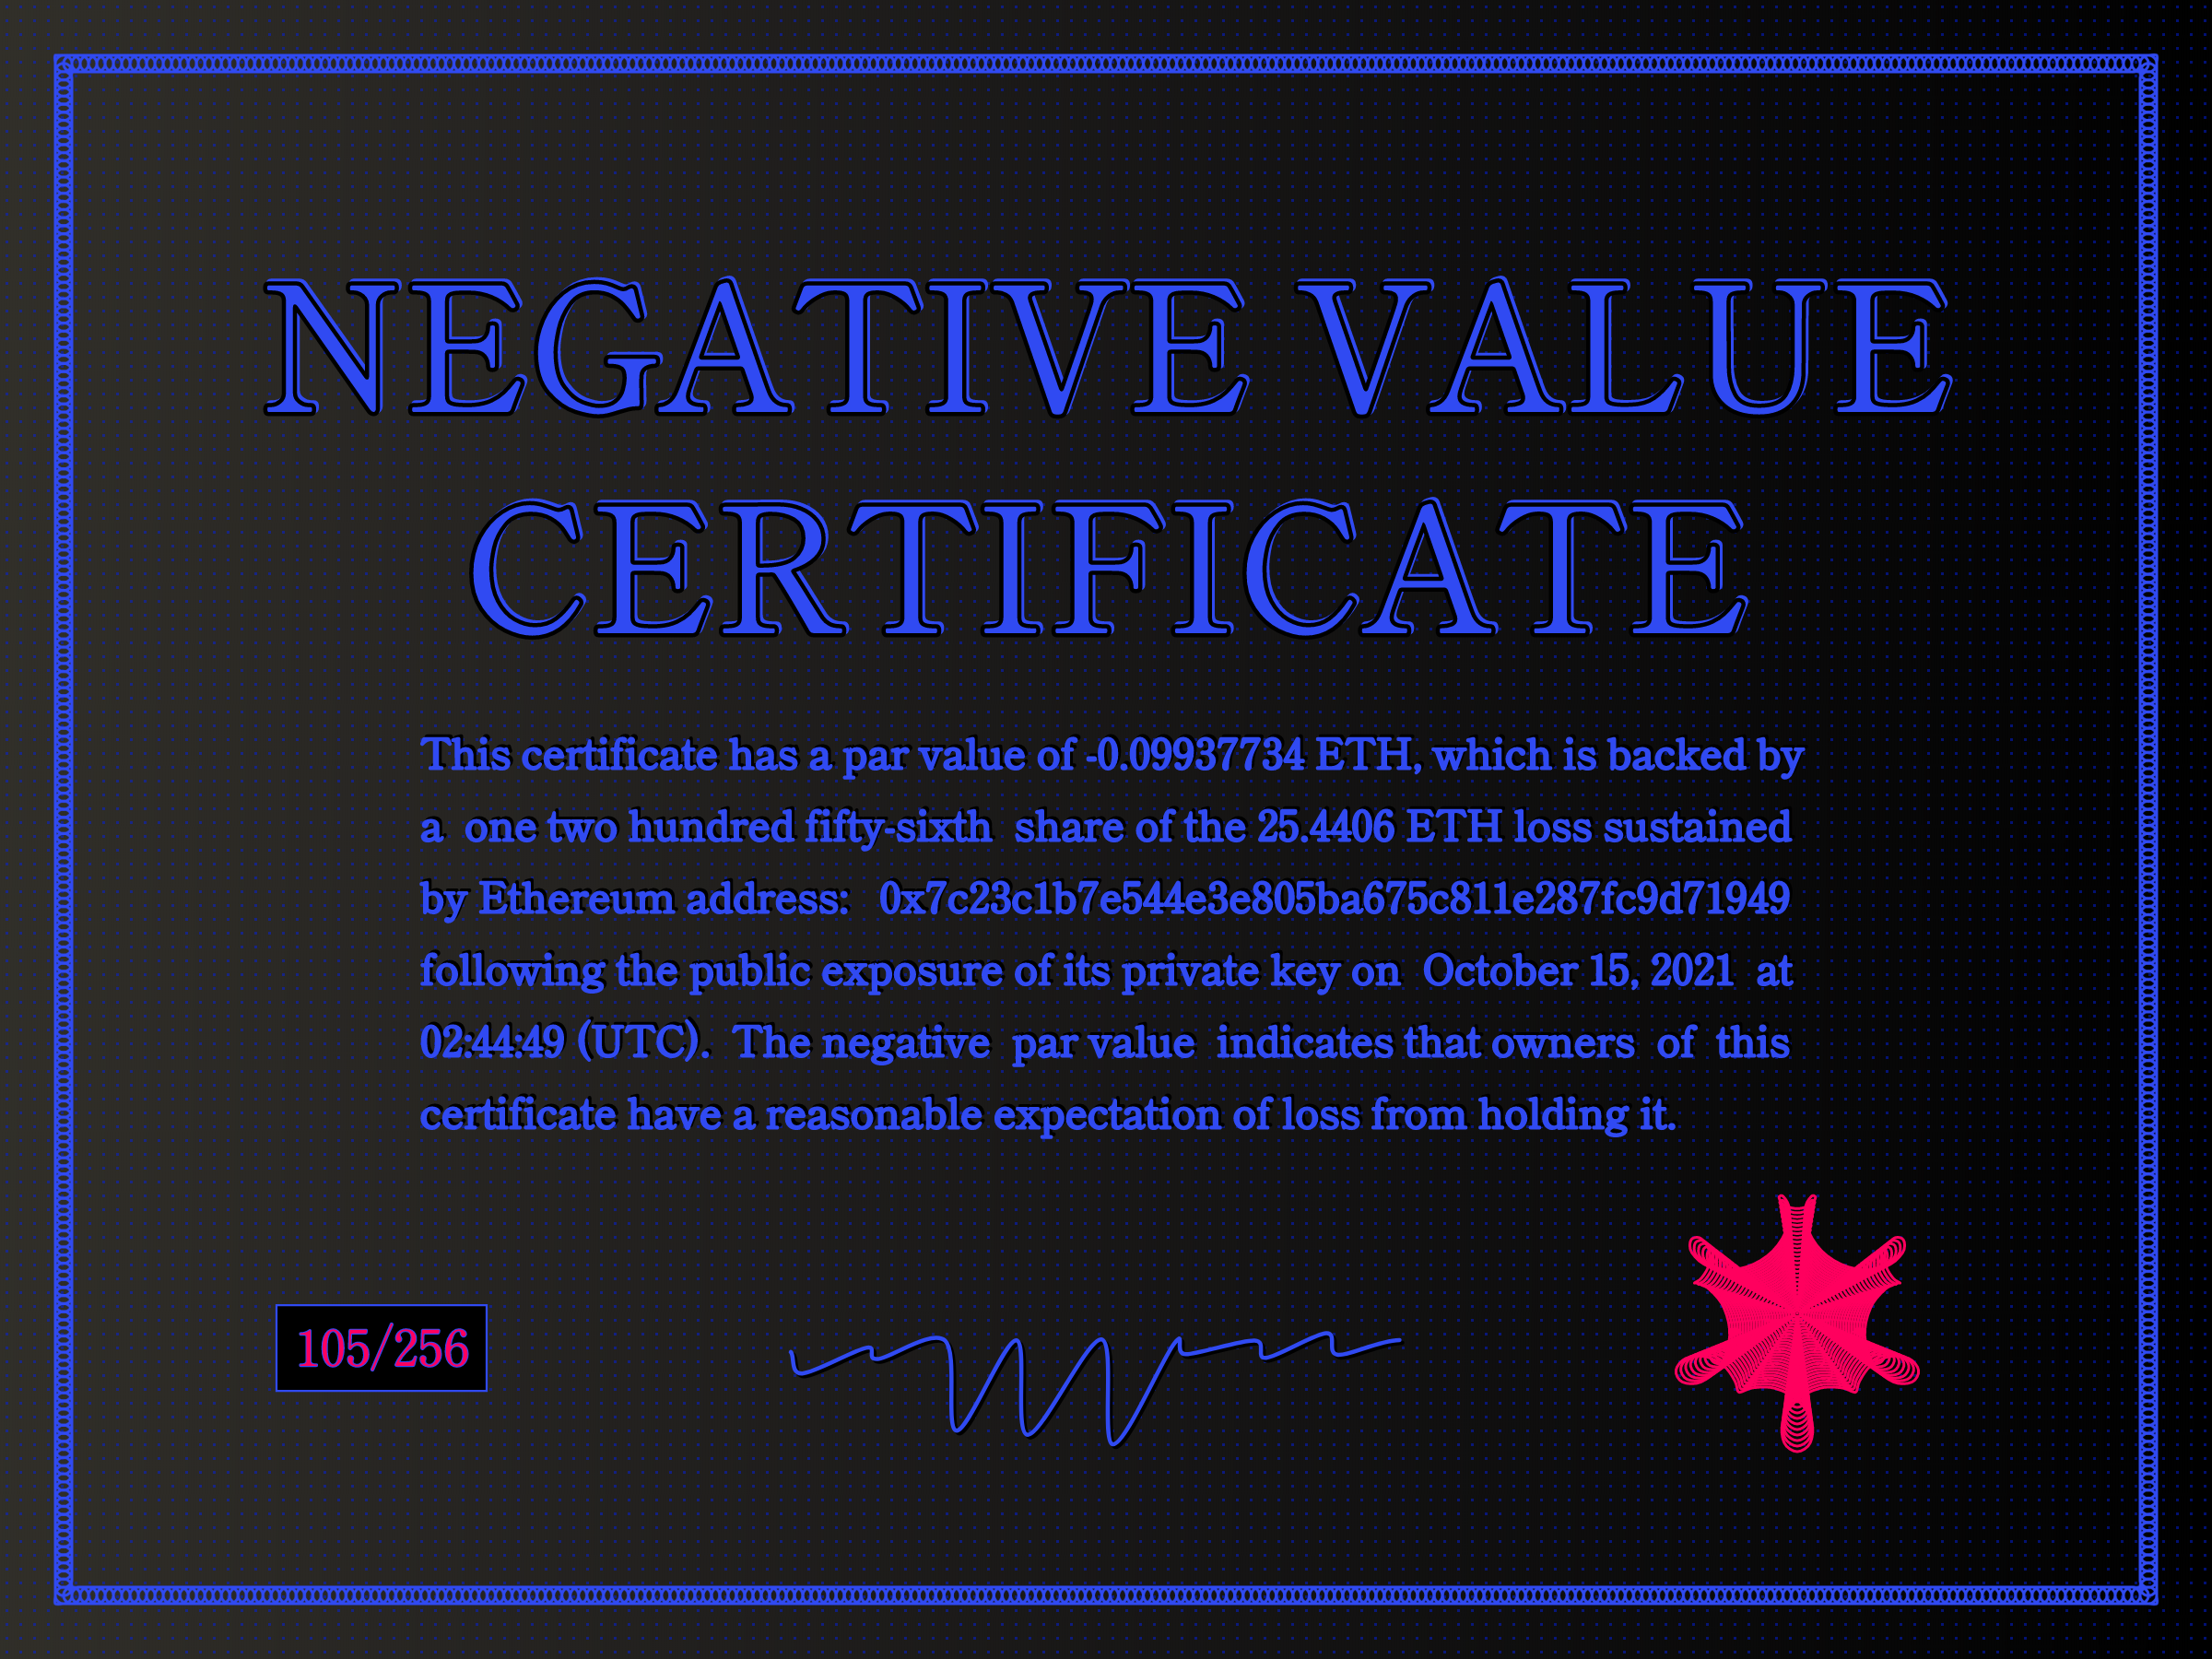 NEGATIVE VALUE
CERTIFICATE
This certificate has a par value of -0.09937734 ETH, which is backed by
a one two hundred fifty-sixth share of the 25.4406 ETH loss sustained
by Ethereum address: 0x7c23c1b7e544e3e805ba675c811e287fc9d71949
following the public exposure of its private key on October 15, 2021 at
02:44:49 (UTC). The negative par value indicates that owners of this
certificate have a reasonable expectation of loss from holding it.
105/256